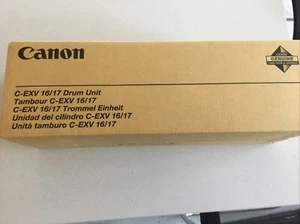 Canon
GENUINE
C-EXV 16/17 Drum Unit
Tambour C-EXV 16/17
C-EXV 16/17 Trommel Einheit
Unidad del cilindro C-EXV 16/17
Unità tamburo C-EXV 16/17